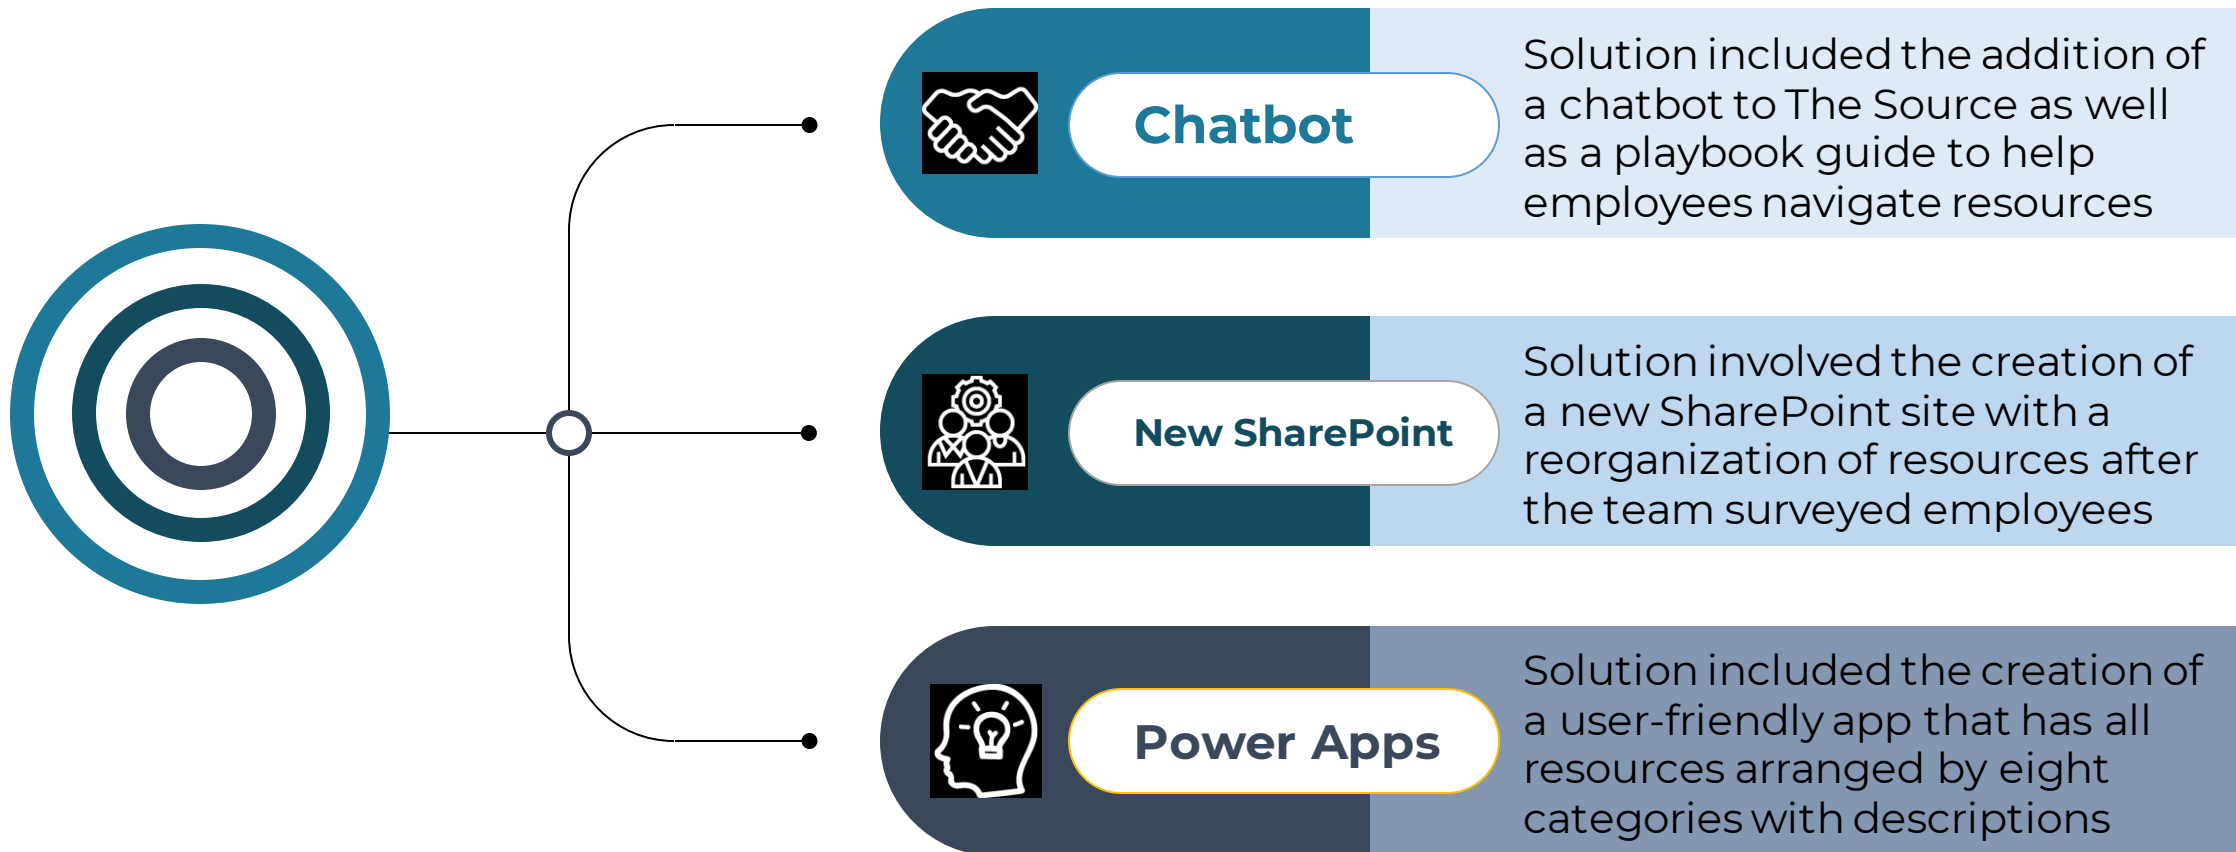 Chatbot
Solution included the addition of
a chatbot to The Source as well
as a playbook guide to help
employees navigate resources
New SharePoint
Solution involved the creation of
a new SharePoint site with a
reorganization of resources after
the team surveyed employees
Power Apps
Solution included the creation of
a user-friendly app that has all
resources arranged by eight
categories with descriptions